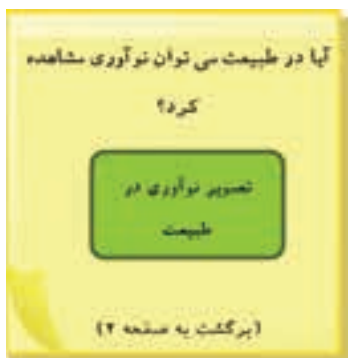 آیا در طبیعت می توان نوآوری مشاهده
کرد؟
تصویر نوآوری در
طبیعت
(برگشت به صفحه ۲)